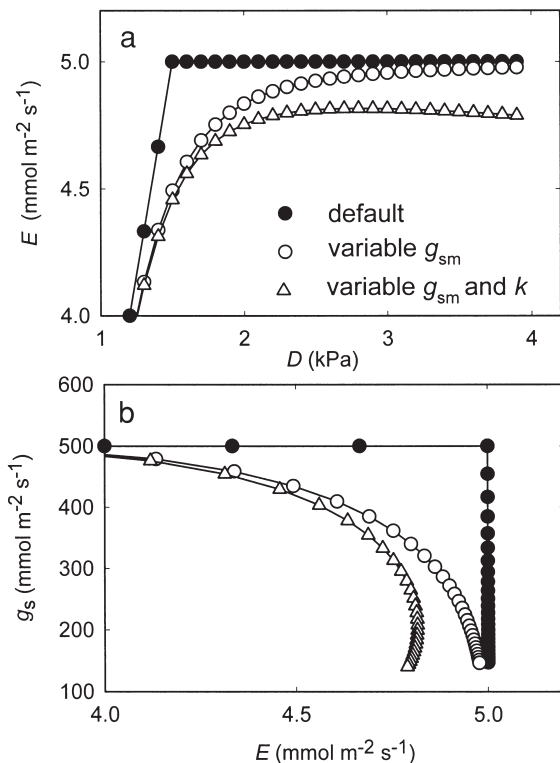 a
5.0
4.5
4.0
E (mmol m⁻² s⁻¹)
default
variable gsm
variable gsm and k
1 2 3 4
D (kPa)
b
600
500
400
300
200
100
gs (mmol m⁻² s⁻¹)
4.0 4.5 5.0
E (mmol m⁻² s⁻¹)